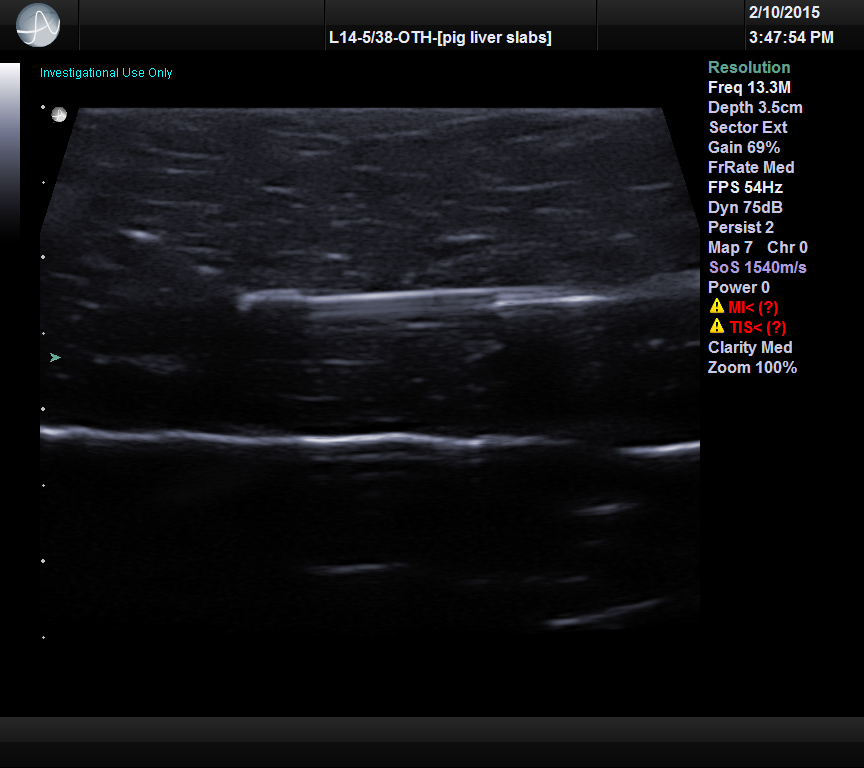 2/10/2015
L14-5/38-OTH-[pig liver slabs]
3:47:54 PM
Investigational Use Only
Resolution
Freq 13.3M
Depth 3.5cm
Sector Ext
Gain 69%
FrRate Med
FPS 54Hz
Dyn 75dB
Persist 2
Map 7 Chr 0
SoS 1540m/s
Power 0
MI< (?)
TIS< (?)
Clarity Med
Zoom 100%